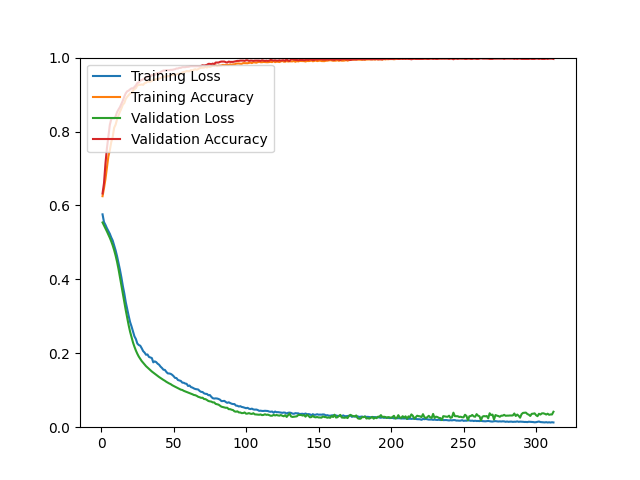 1.0
0.8
0.6
0.4
0.2
0.0
Training Loss
Training Accuracy
Validation Loss
Validation Accuracy
0 50 100 150 200 250 300